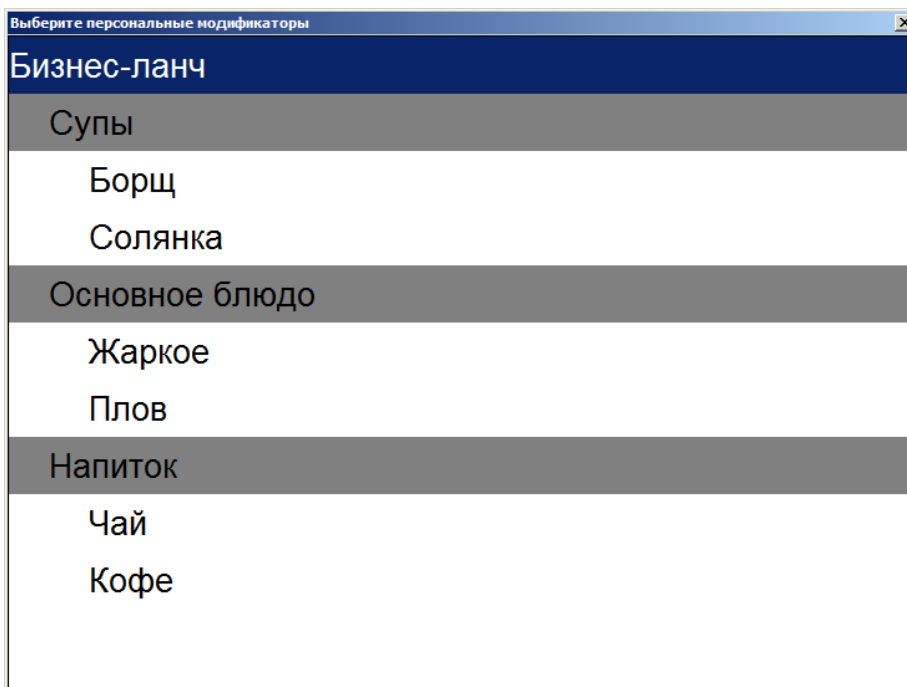 Выберите персональные модификаторы
Бизнес-ланч
Супы
Борщ
Солянка
Основное блюдо
Жаркое
Плов
Напиток
Чай
Кофе